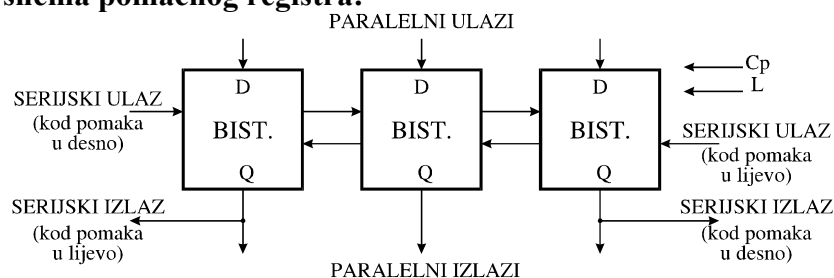 shema pomačnog registra:
PARALELNI ULAZI
D
D
D
Cp
L
SERIJSKI ULAZ
(kod pomaka
u desno)
BIST.
BIST.
BIST.
SERIJSKI ULAZ
(kod pomaka
u lijevo)
Q
Q
Q
SERIJSKI IZLAZ
(kod pomaka
u lijevo)
SERIJSKI IZLAZ
(kod pomaka
u desno)
PARALELNI IZLAZI